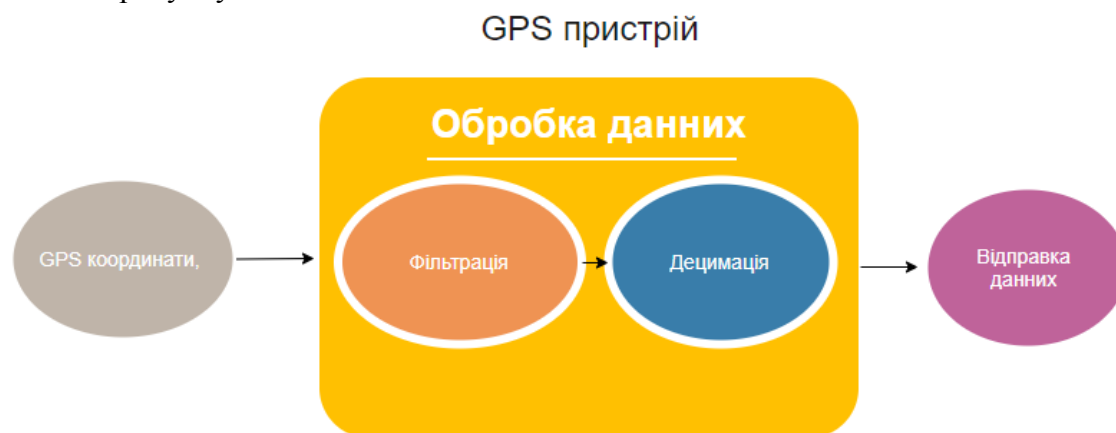 GPS пристрій
Обробка данних
GPS координати,
Фільтрація
Децимація
Відправка
данних